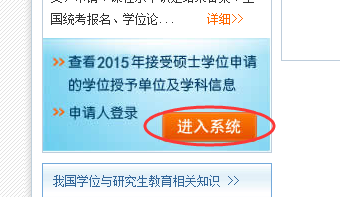 国统考报名、学位论... 详细>>
>> 查看2015年接受硕士学位申请
的学位授予单位及学科信息
>> 申请人登录
进入系统
我国学位与研究生教育相关知识 >>